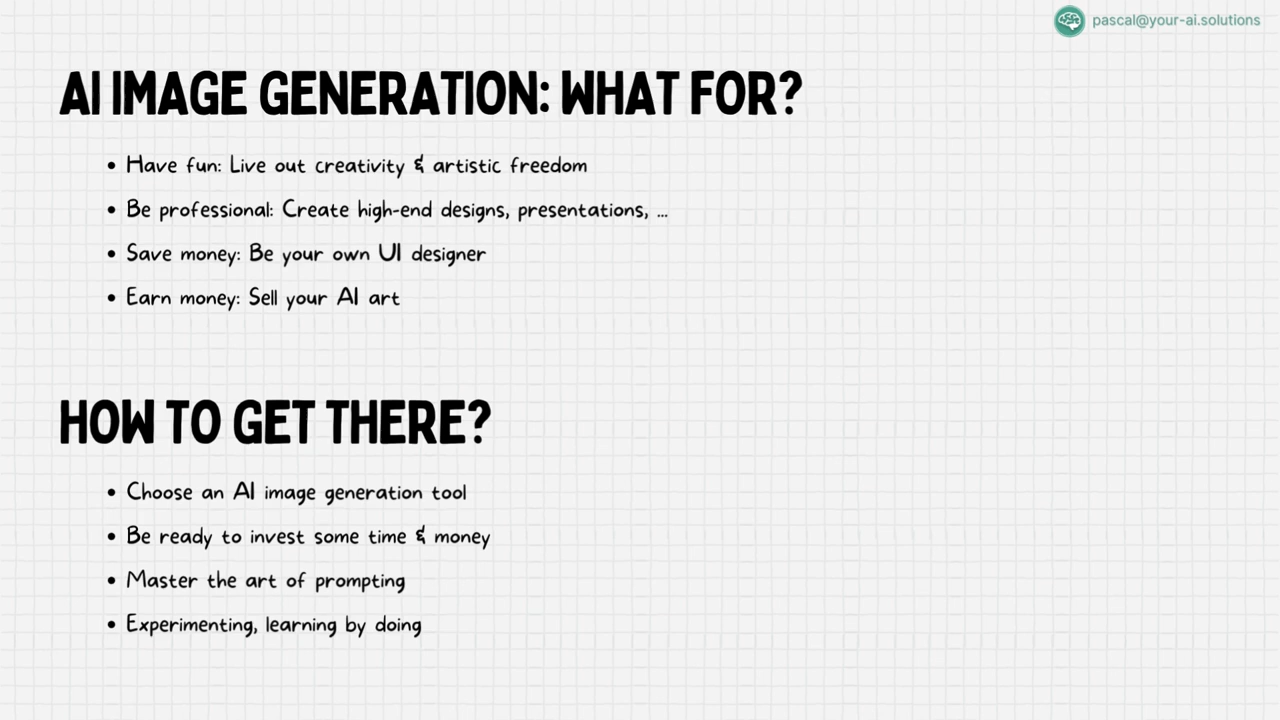 pascal@your-ai.solutions
AI IMAGE GENERATION: WHAT FOR?
• Have fun: Live out creativity & artistic freedom
• Be professional: Create high-end designs, presentations, ...
• Save money: Be your own UI designer
• Earn money: Sell your AI art
HOW TO GET THERE?
• Choose an AI image generation tool
• Be ready to invest some time & money
• Master the art of prompting
• Experimenting, learning by doing